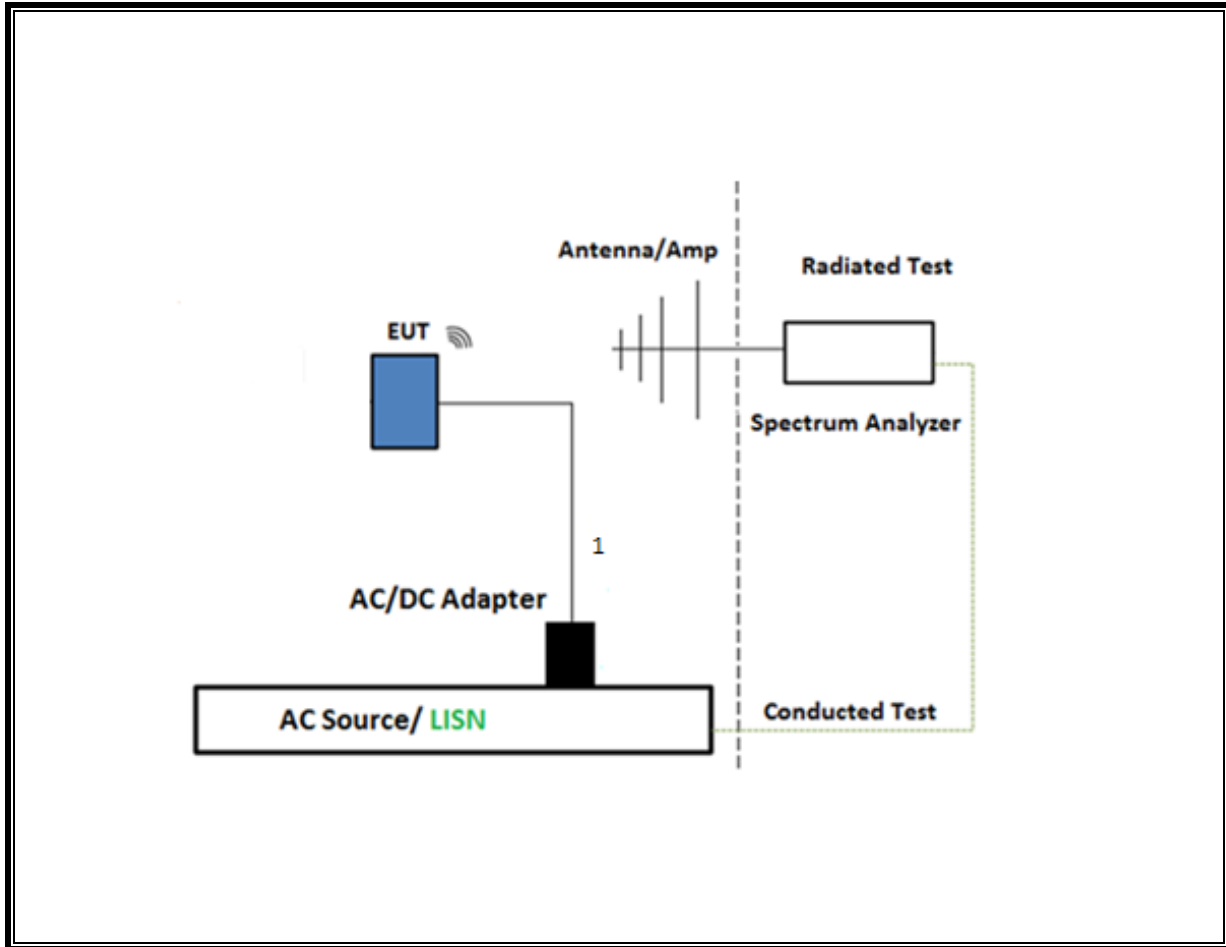 Antenna/Amp
Radiated Test
EUT
Spectrum Analyzer
1
AC/DC Adapter
AC Source/ LISN
Conducted Test